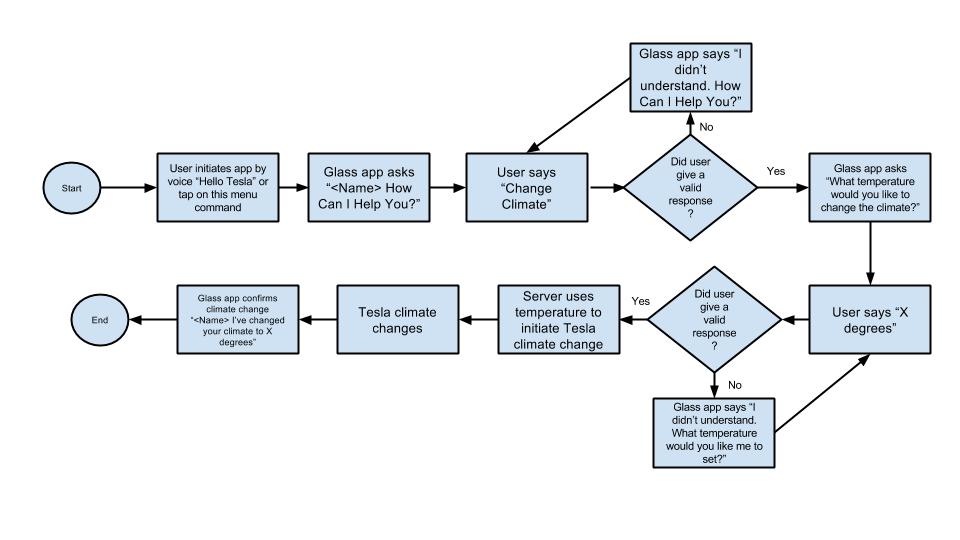 Glass app says “I
didn’t
understand. How
Can I Help You?”
No
Start
User initiates app by
voice “Hello Tesla” or
tap on this menu
command
Glass app asks
“<Name> How
Can I Help You?”
User says
“Change
Climate”
Did user
give a
valid
response
?
Yes
Glass app asks
“What temperature
would you like to
change the climate?”
User says “X
degrees”
Did user
give a
valid
response
?
Yes
No
Glass app says “I
didn’t understand.
What temperature
would you like me to
set?”
Server uses
temperature to
initiate Tesla
climate change
Tesla climate
changes
Glass app confirms
climate change
“<Name> I’ve changed
your climate to X
degrees”
End